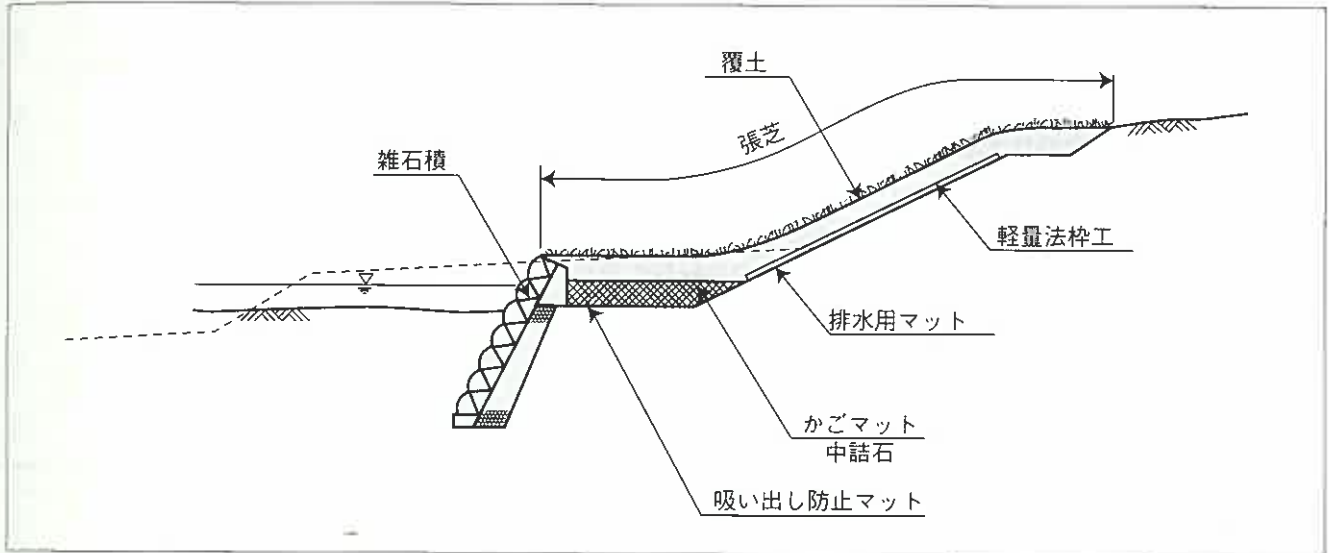 覆土
張芝
雑石積
軽量法枠工
排水用マット
かごマット
中詰石
吸い出し防止マット